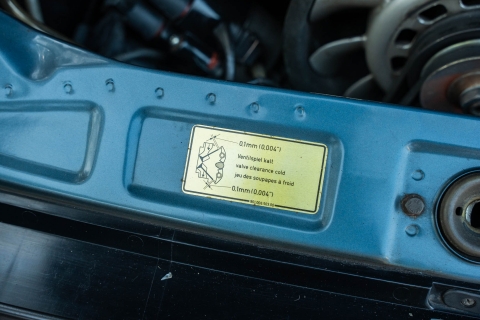 0.1mm (0,004")
Ventilspiel kalt
valve clearance cold
jeu des soupapes à froid
0.1mm (0,004")